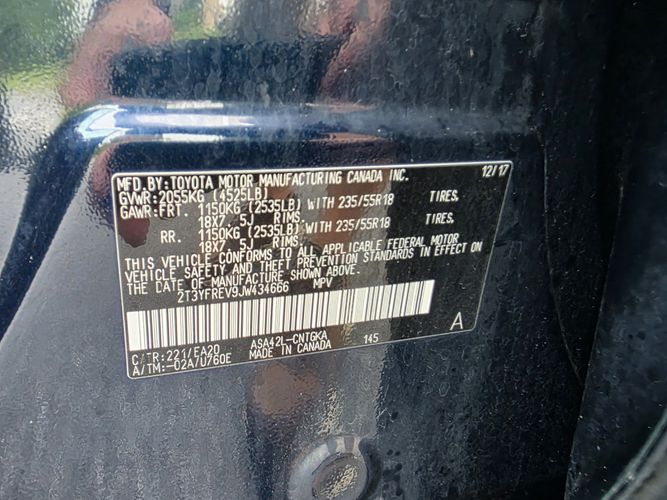 MFD.BY:TOYOTA MOTOR MANUFACTURING CANADA INC. 12/17
GVWR:2055KG (4525LB)
GAWR:FRT. 1150KG (2535LB) WITH 235/55R18 TIRES.
18X7. 5J RIMS.
RR. 1150KG (2535LB) WITH 235/55R18 TIRES.
18X7. 5J RIMS.
THIS VEHICLE CONFORMS TO ALL APPLICABLE FEDERAL MOTOR
VEHICLE SAFETY AND THEFT PREVENTION STANDARDS IN EFFECT ON
THE DATE OF MANUFACTURE SHOWN ABOVE.
2T3YFREV9JW434666 MPV
A
C/TR:221/EA20 ASA42L-CNTGKA 145
A/TM:-02A/U760E MADE IN CANADA